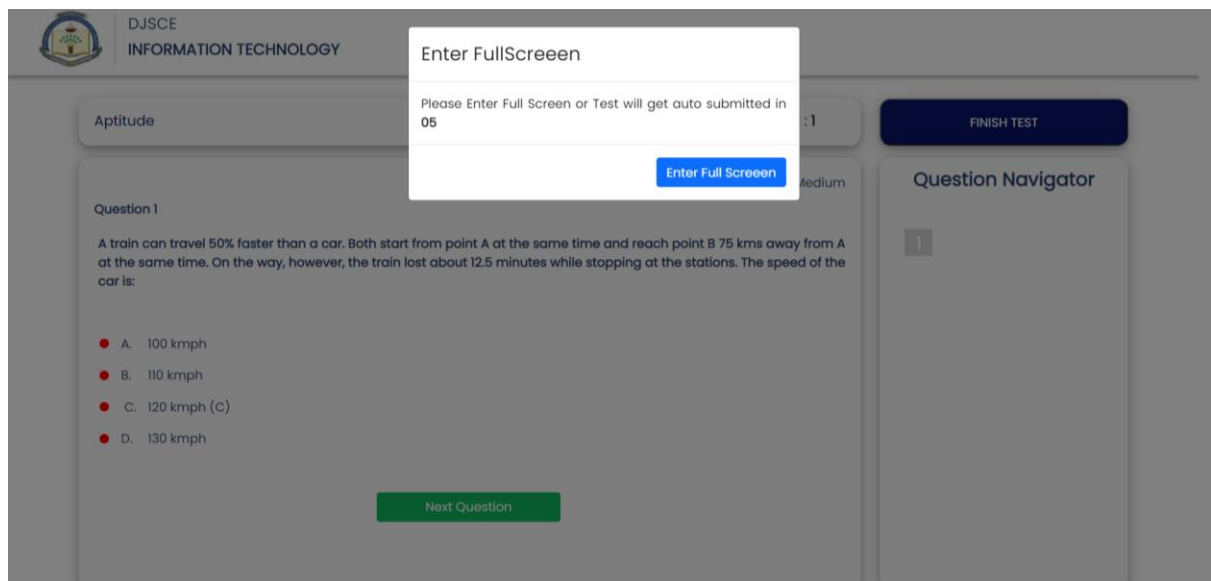 DJSCE
INFORMATION TECHNOLOGY
Enter FullScreeen
Please Enter Full Screen or Test will get auto submitted in
05
Enter Full Screeen
Aptitude
: 1
FINISH TEST
Medium
Question Navigator
1
Question 1
A train can travel 50% faster than a car. Both start from point A at the same time and reach point B 75 kms away from A
at the same time. On the way, however, the train lost about 12.5 minutes while stopping at the stations. The speed of the
car is:
A. 100 kmph
B. 110 kmph
C. 120 kmph (C)
D. 130 kmph
Next Question